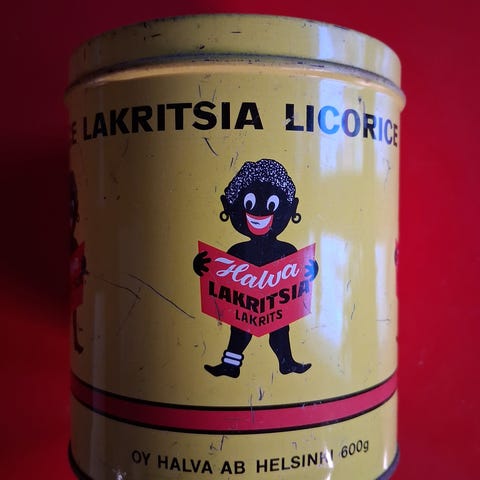 E LAKRITSIA LICORICE
Halva
LAKRITSIA
LAKRITS
OY HALVA AB HELSINKI 600g